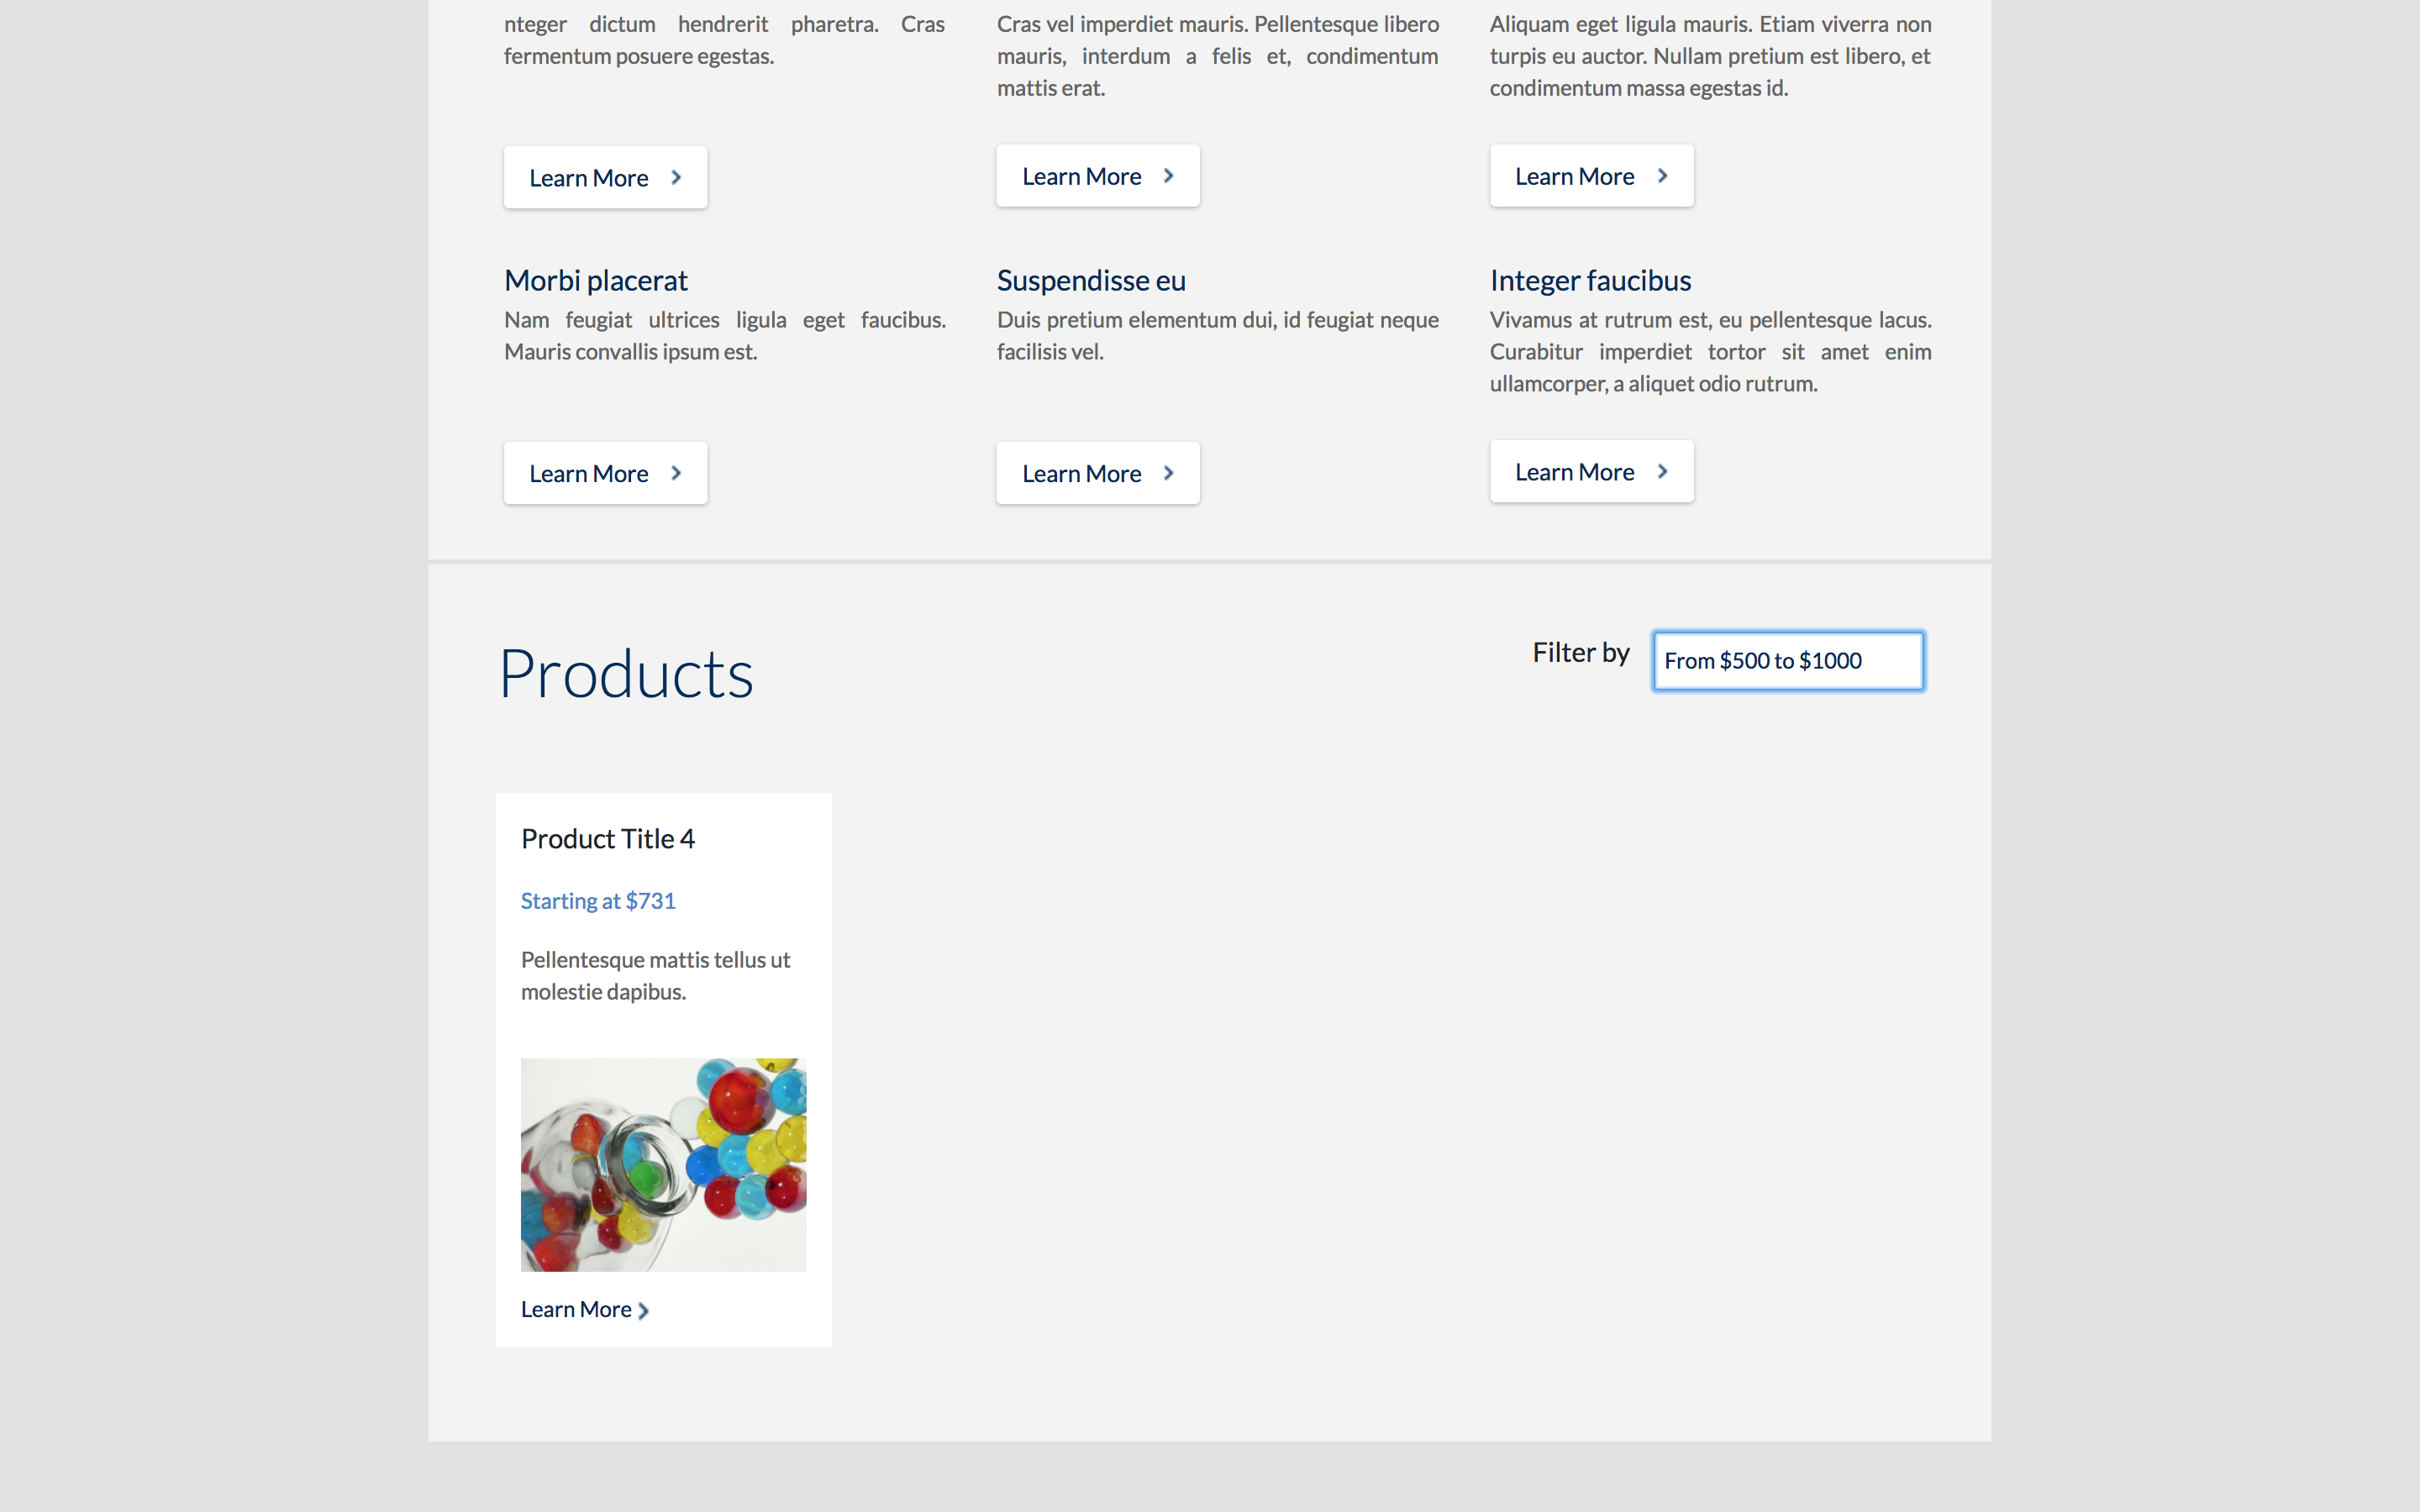 nteger dictum hendrerit pharetra. Cras
fermentum posuere egestas.
Cras vel imperdiet mauris. Pellentesque libero
mauris, interdum a felis et, condimentum
mattis erat.
Aliquam eget ligula mauris. Etiam viverra non
turpis eu auctor. Nullam pretium est libero, et
condimentum massa egestas id.
Learn More
Learn More
Learn More
Morbi placerat
Nam feugiat ultrices ligula eget faucibus.
Mauris convallis ipsum est.
Suspendisse eu
Duis pretium elementum dui, id feugiat neque
facilisis vel.
Integer faucibus
Vivamus at rutrum est, eu pellentesque lacus.
Curabitur imperdiet tortor sit amet enim
ullamcorper, a aliquet odio rutrum.
Learn More
Learn More
Learn More
Products
Filter by
From $500 to $1000
Product Title 4
Starting at $731
Pellentesque mattis tellus ut
molestie dapibus.
Learn More